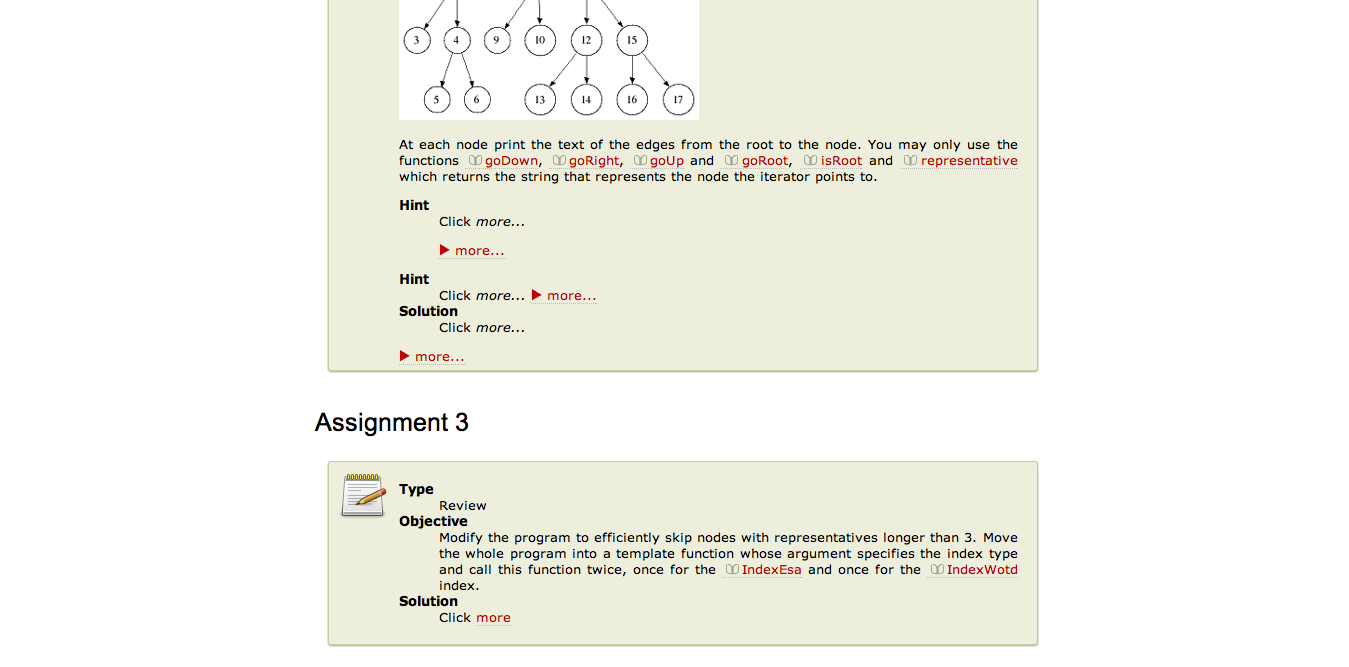 3 4 9 10 12 15
5 6 13 14 16 17
At each node print the text of the edges from the root to the node. You may only use the
functions goDown, goRight, goUp and goRoot, isRoot and representative
which returns the string that represents the node the iterator points to.
Hint
Click more...
more...
Hint
Click more... more...
Solution
Click more...
more...
Assignment 3
Type
Review
Objective
Modify the program to efficiently skip nodes with representatives longer than 3. Move
the whole program into a template function whose argument specifies the index type
and call this function twice, once for the IndexEsa and once for the IndexWotd
index.
Solution
Click more